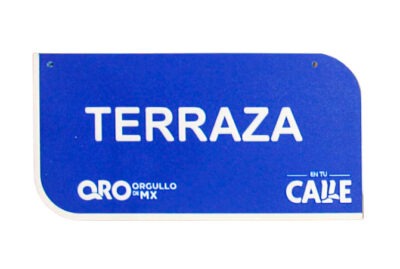 TERRAZA
QRO ORGULLO
DE MX
EN TU
CALLE